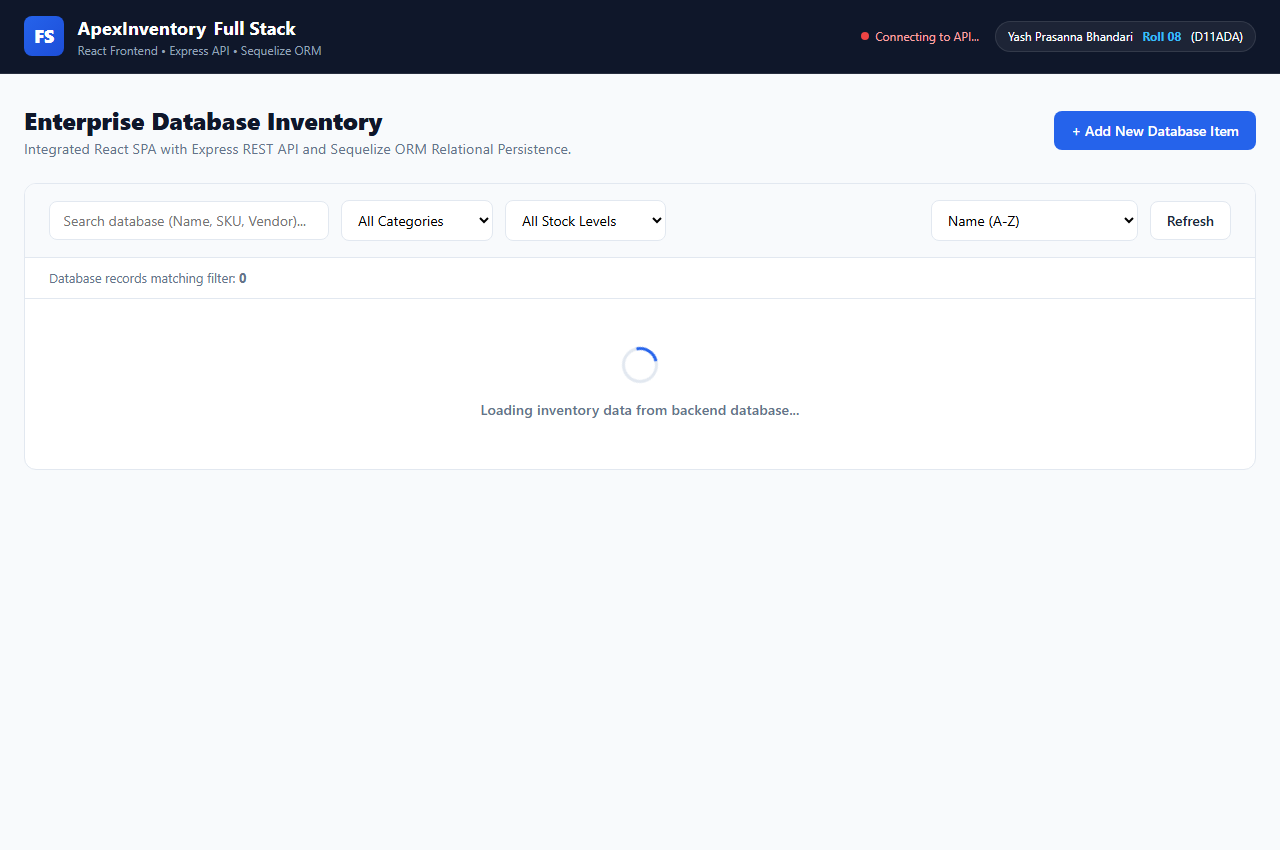 FS
ApexInventory Full Stack
React Frontend • Express API • Sequelize ORM
Connecting to API...
Yash Prasanna Bhandari Roll 08 (D11ADA)
Enterprise Database Inventory
Integrated React SPA with Express REST API and Sequelize ORM Relational Persistence.
+ Add New Database Item
Search database (Name, SKU, Vendor)...
All Categories
All Stock Levels
Name (A-Z)
Refresh
Database records matching filter: 0
Loading inventory data from backend database...